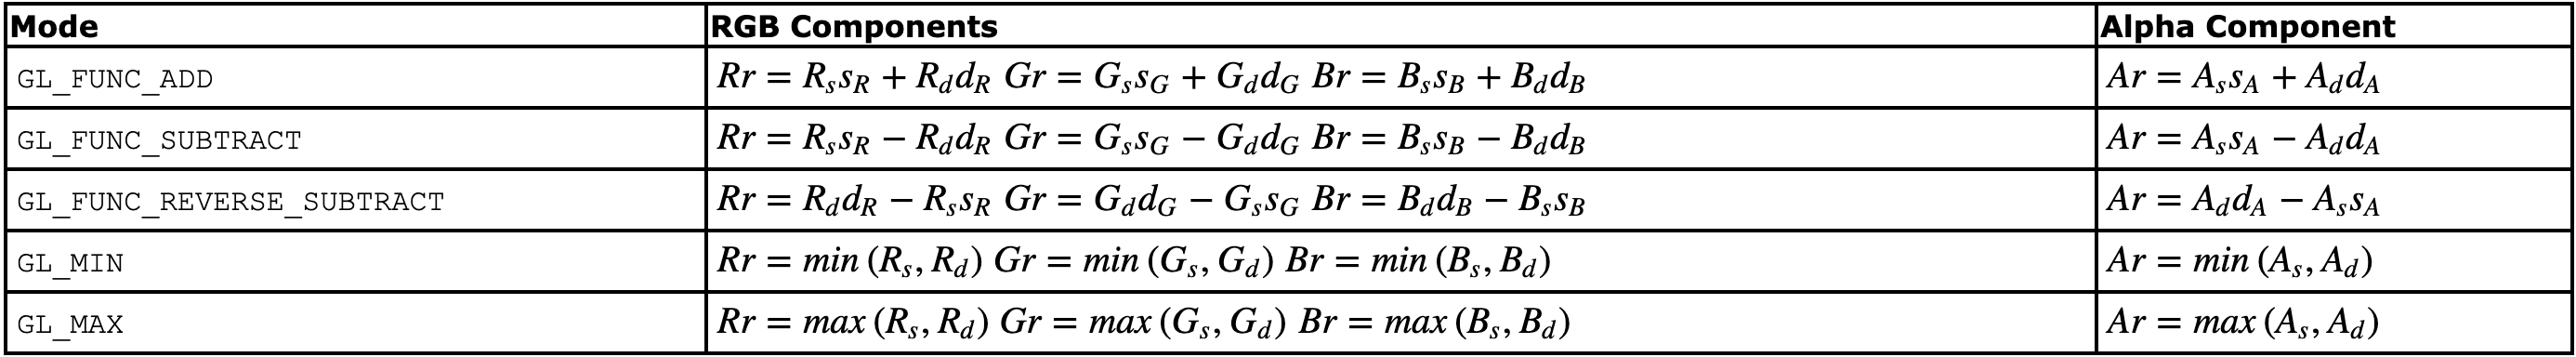 Mode RGB Components Alpha Component
GL_FUNC_ADD Rr = R_s s_R + R_d d_R Gr = G_s s_G + G_d d_G Br = B_s s_B + B_d d_B Ar = A_s s_A + A_d d_A
GL_FUNC_SUBTRACT Rr = R_s s_R − R_d d_R Gr = G_s s_G − G_d d_G Br = B_s s_B − B_d d_B Ar = A_s s_A − A_d d_A
GL_FUNC_REVERSE_SUBTRACT Rr = R_d d_R − R_s s_R Gr = G_d d_G − G_s s_G Br = B_d d_B − B_s s_B Ar = A_d d_A − A_s s_A
GL_MIN Rr = min (R_s, R_d) Gr = min (G_s, G_d) Br = min (B_s, B_d) Ar = min (A_s, A_d)
GL_MAX Rr = max (R_s, R_d) Gr = max (G_s, G_d) Br = max (B_s, B_d) Ar = max (A_s, A_d)